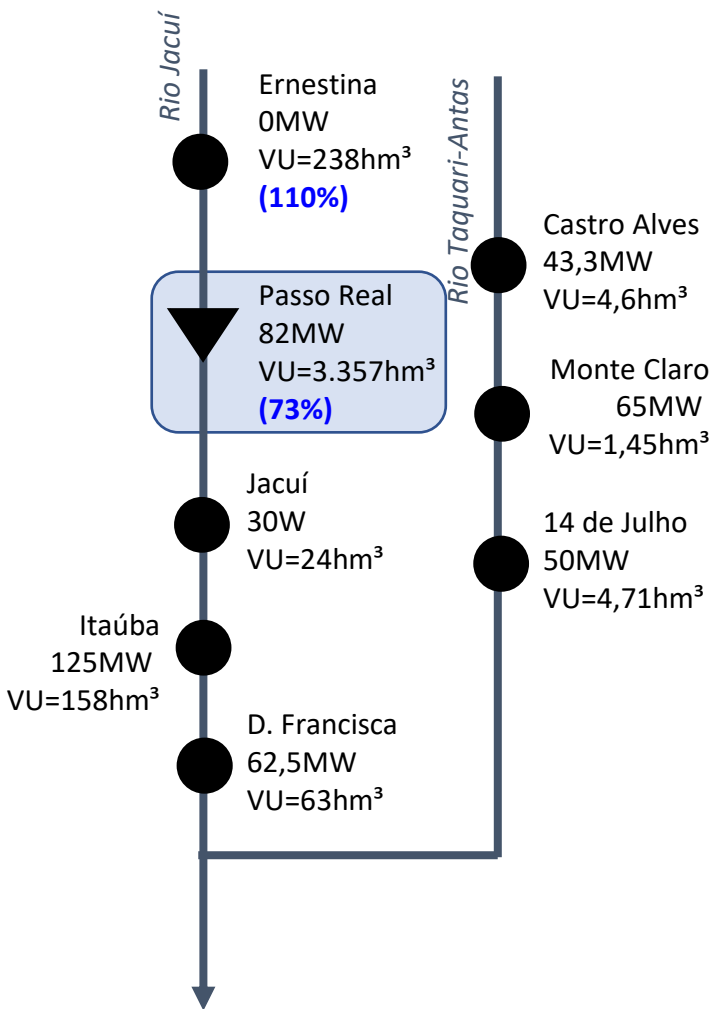 Rio Jacuí
Ernestina
0MW
VU=238hm³
(110%)
Passo Real
82MW
VU=3.357hm³
(73%)
Jacuí
30W
VU=24hm³
Itaúba
125MW
VU=158hm³
D. Francisca
62,5MW
VU=63hm³
Rio Taquari-Antas
Castro Alves
43,3MW
VU=4,6hm³
Monte Claro
65MW
VU=1,45hm³
14 de Julho
50MW
VU=4,71hm³